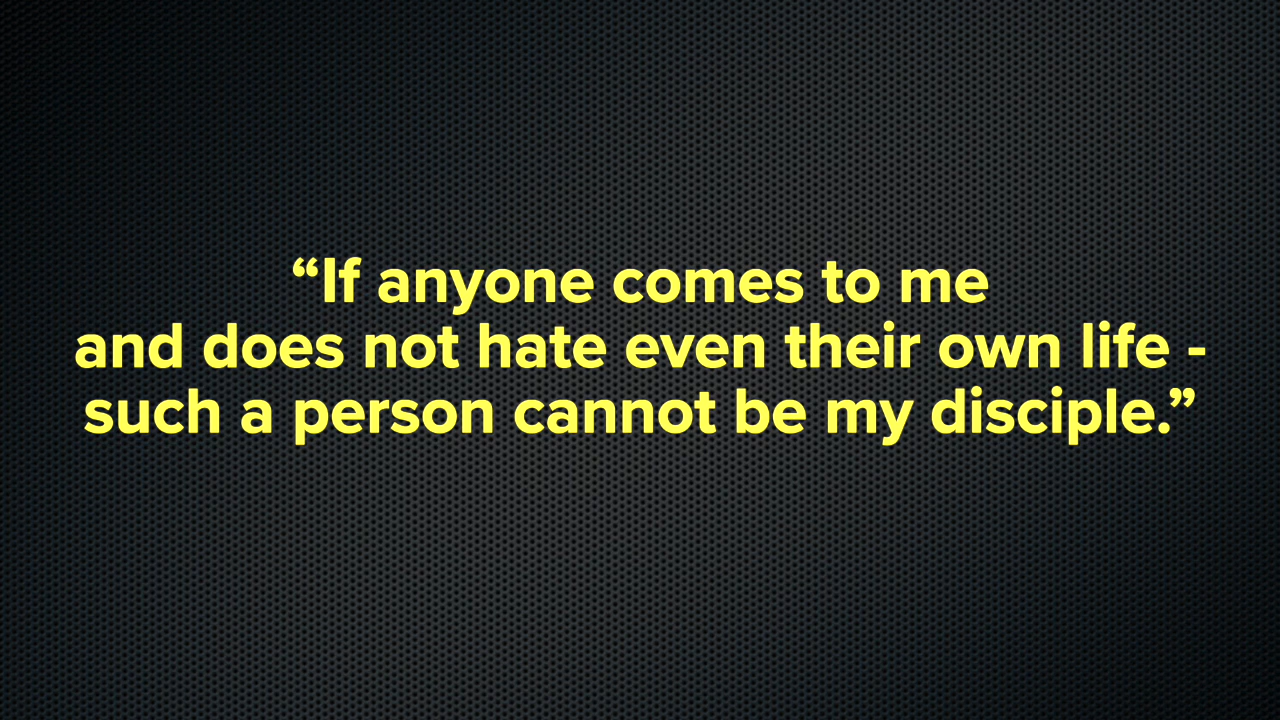 “If anyone comes to me
and does not hate even their own life -
such a person cannot be my disciple.”